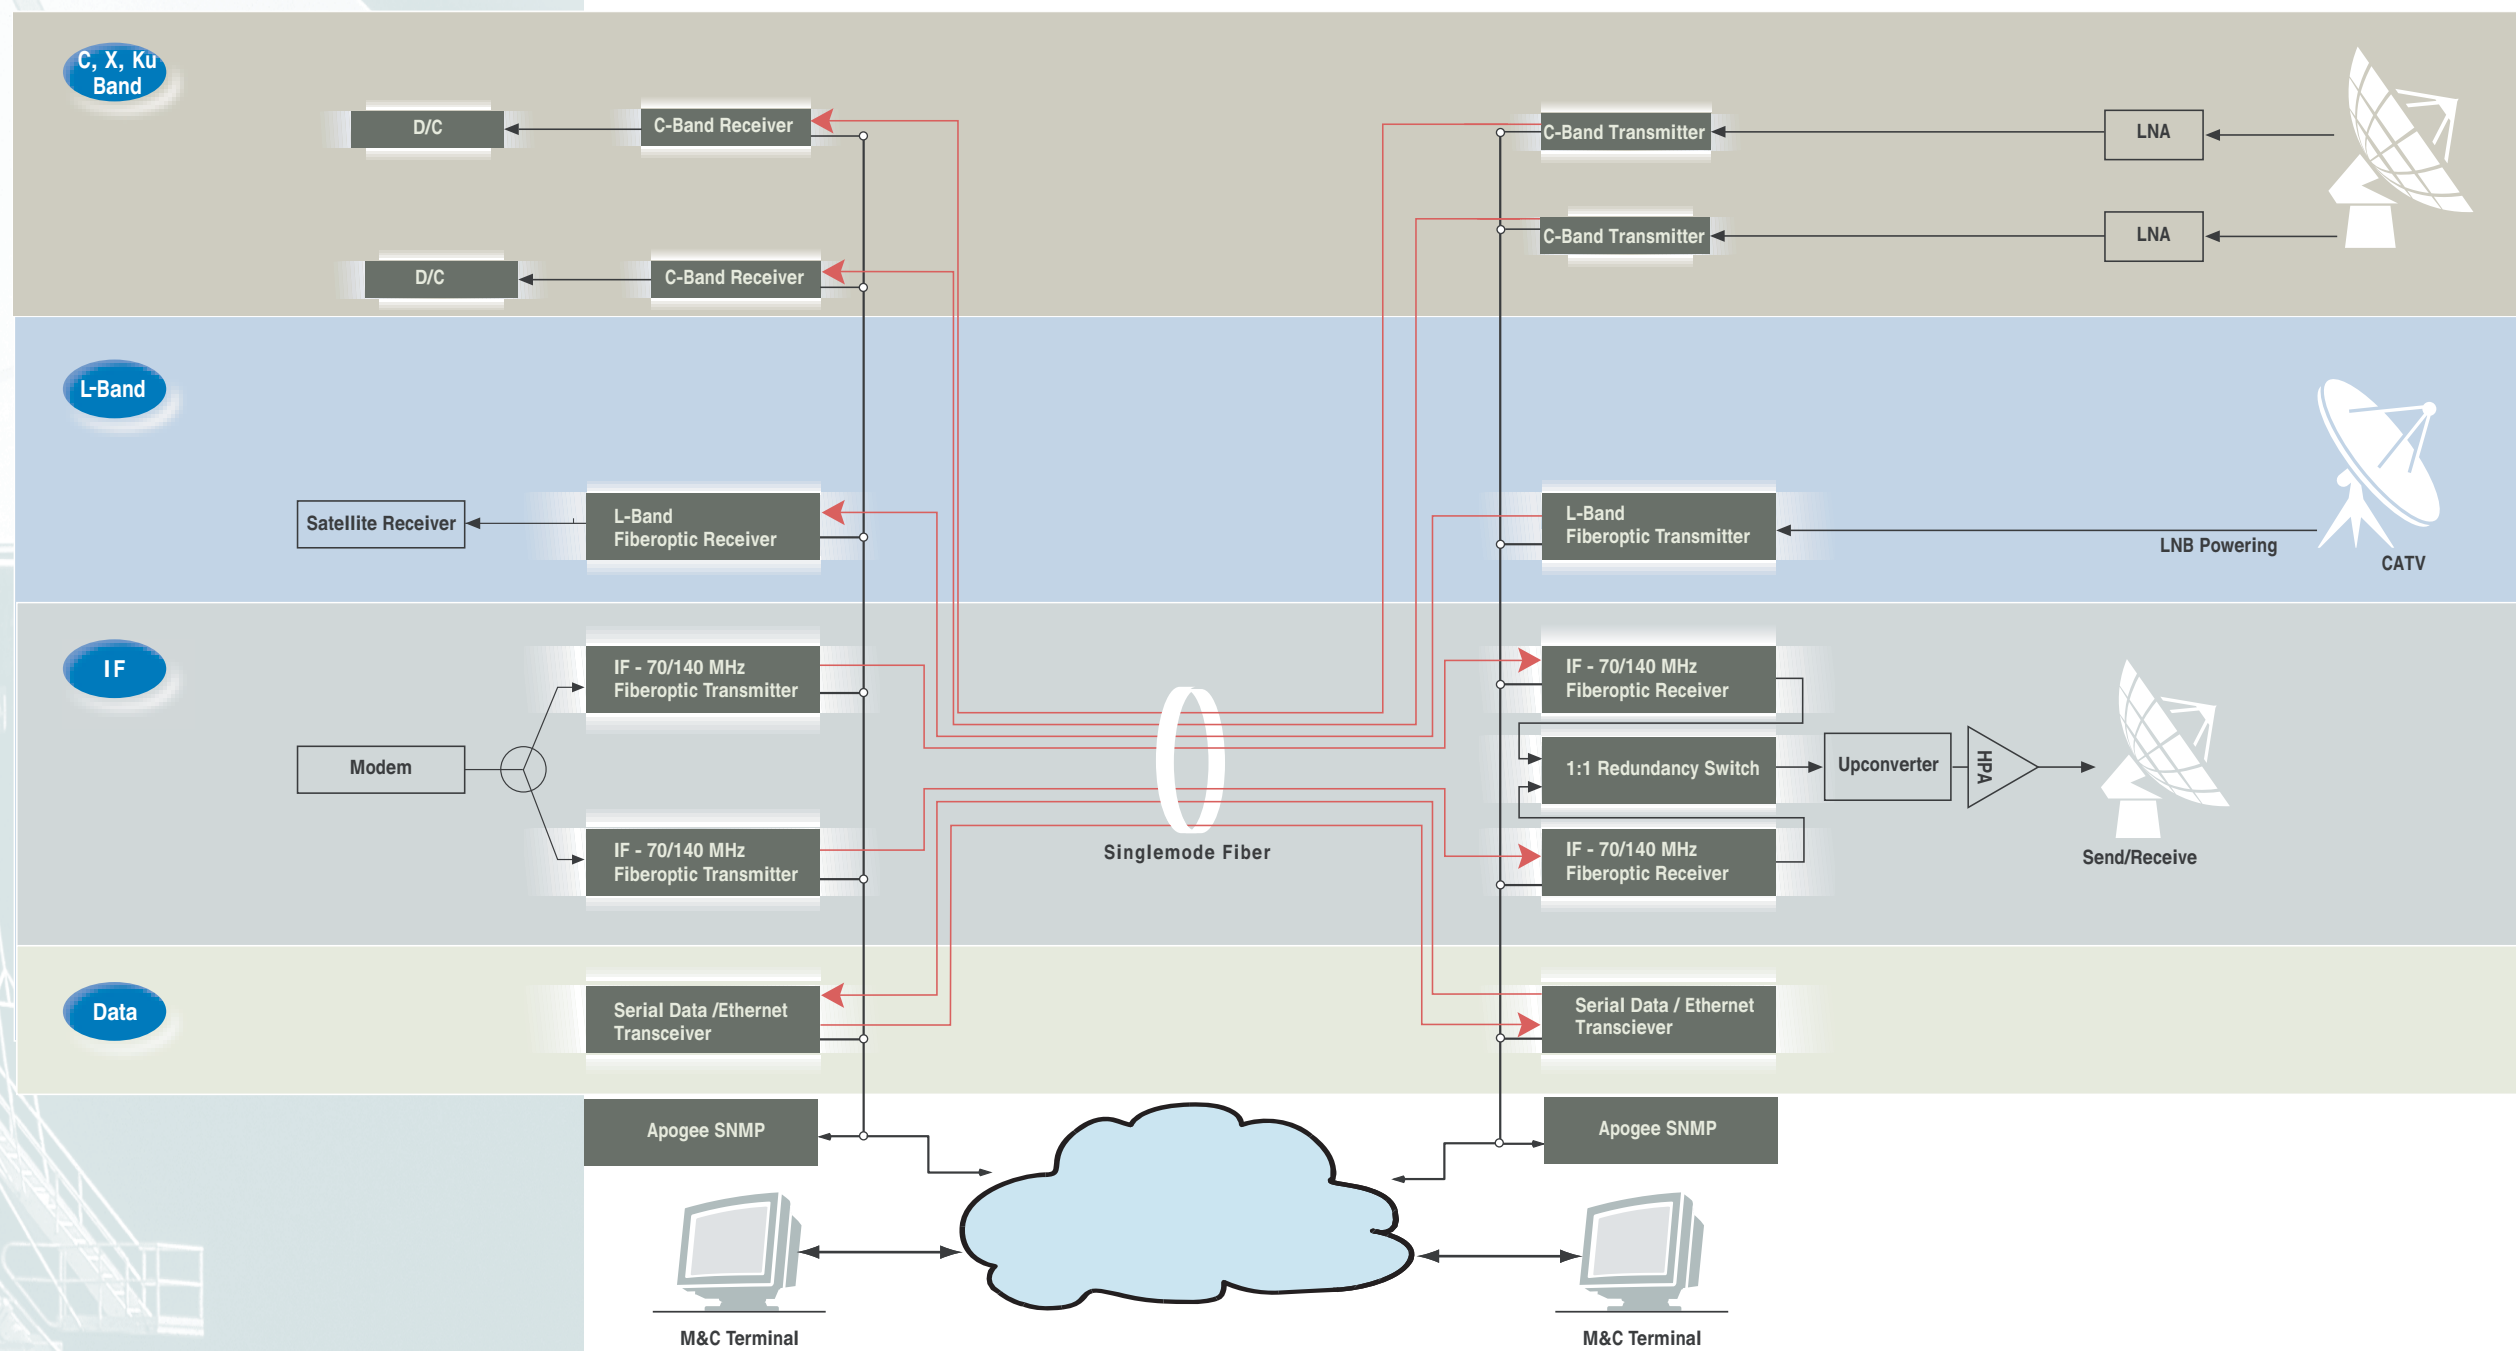 C, X, Ku
Band
D/C
C-Band Receiver
C-Band Transmitter
LNA
D/C
C-Band Receiver
C-Band Transmitter
LNA
L-Band
Satellite Receiver
L-Band
Fiberoptic Receiver
L-Band
Fiberoptic Transmitter
LNB Powering
CATV
IF
IF - 70/140 MHz
Fiberoptic Transmitter
IF - 70/140 MHz
Fiberoptic Receiver
Modem
1:1 Redundancy Switch
Upconverter
HPA
IF - 70/140 MHz
Fiberoptic Transmitter
Singlemode Fiber
IF - 70/140 MHz
Fiberoptic Receiver
Send/Receive
Data
Serial Data /Ethernet
Transceiver
Serial Data / Ethernet
Transciever
Apogee SNMP
Apogee SNMP
M&C Terminal
M&C Terminal